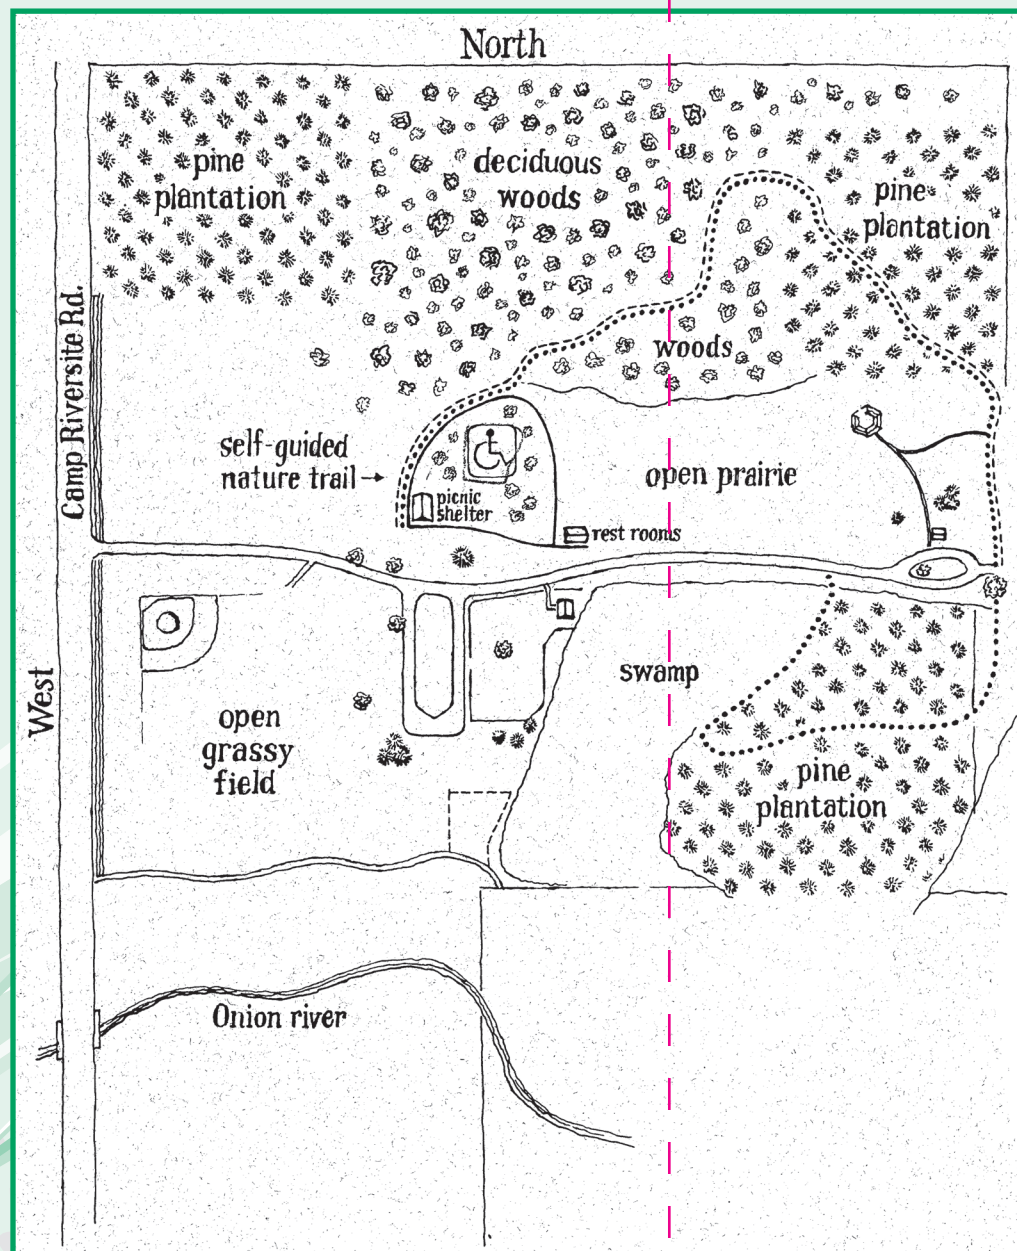 North
pine
plantation
deciduous
woods
pine
plantation
Camp Riversite Rd.
woods
self-guided
nature trail
picnic
shelter
open prairie
rest rooms
West
swamp
open
grassy
field
pine
plantation
Onion river